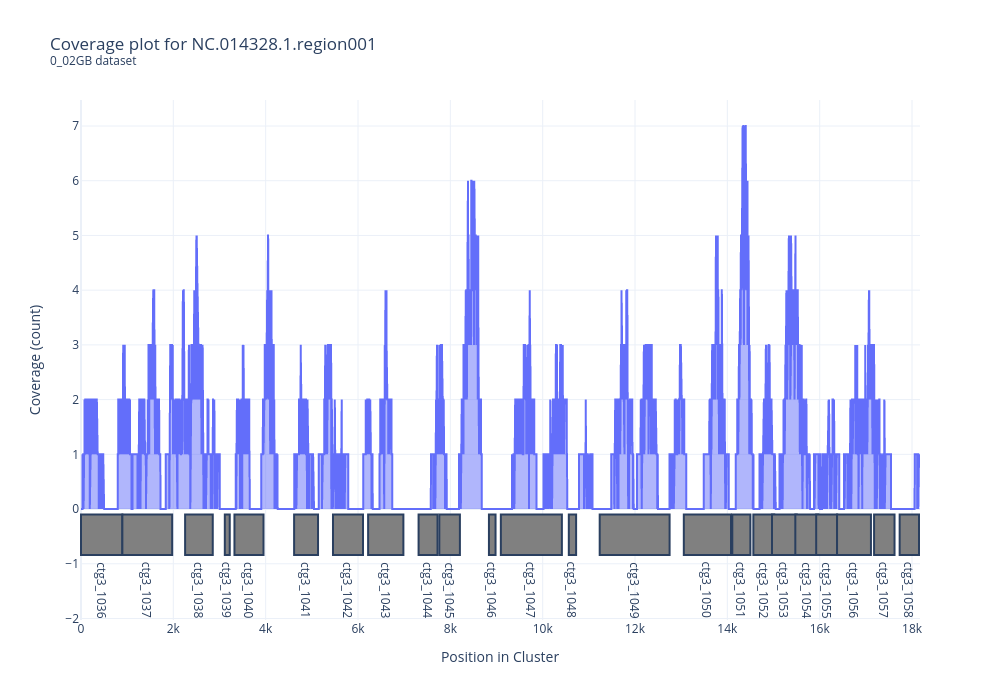 Coverage plot for NC.014328.1.region001
0_02GB dataset
7
6
5
4
3
2
1
0
−1
−2
Coverage (count)
ctg3_1036
ctg3_1037
ctg3_1038
ctg3_1039
ctg3_1040
ctg3_1041
ctg3_1042
ctg3_1043
ctg3_1044
ctg3_1045
ctg3_1046
ctg3_1047
ctg3_1048
ctg3_1049
ctg3_1050
ctg3_1051
ctg3_1052
ctg3_1053
ctg3_1054
ctg3_1055
ctg3_1056
ctg3_1057
ctg3_1058
0 2k 4k 6k 8k 10k 12k 14k 16k 18k
Position in Cluster